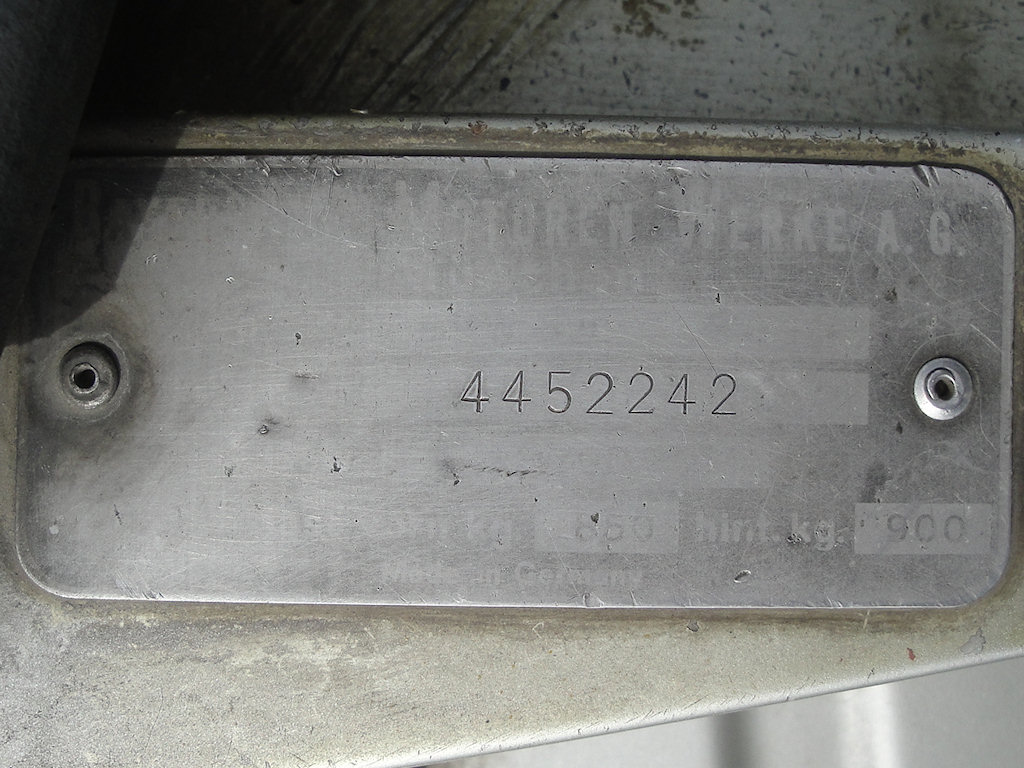 Motoren Werke A.G.
4452242
kg 850 hint.kg. 900
Made in Germany